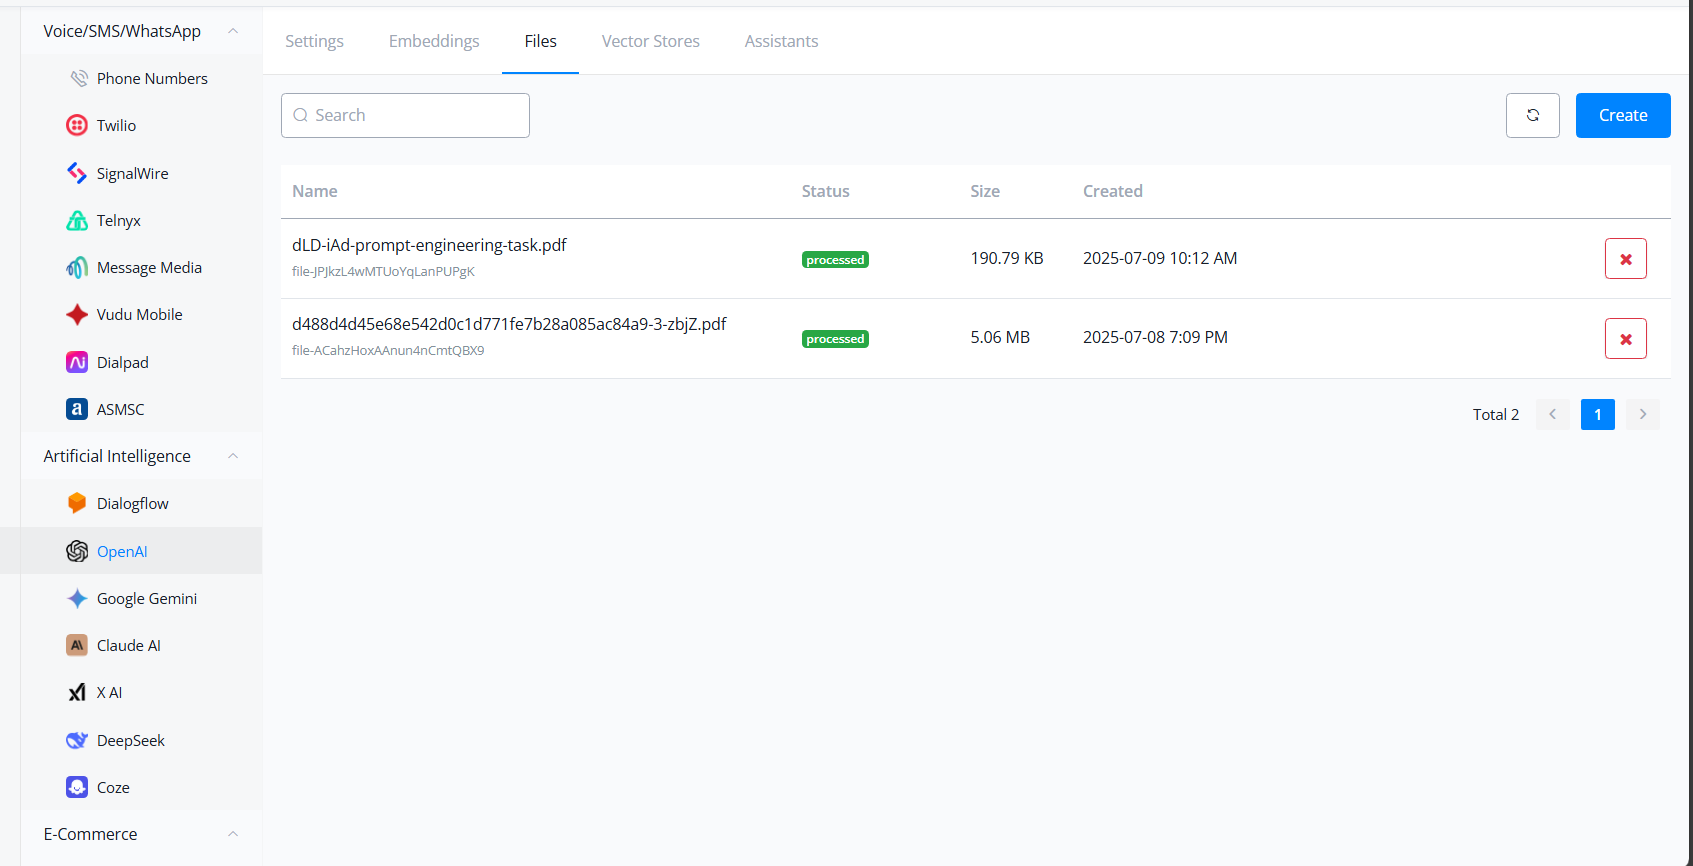 Voice/SMS/WhatsApp
Phone Numbers
Twilio
SignalWire
Telnyx
Message Media
Vudu Mobile
Dialpad
ASMSC
Artificial Intelligence
Dialogflow
OpenAI
Google Gemini
Claude AI
X AI
DeepSeek
Coze
E-Commerce
Settings Embeddings Files Vector Stores Assistants
Search
Create
Name Status Size Created
dLD-iAd-prompt-engineering-task.pdf
file-JPJkzL4wMTUoYqLanPUPgK
processed 190.79 KB 2025-07-09 10:12 AM
d488d4d45e68e542d0c1d771fe7b28a085ac84a9-3-zbjZ.pdf
file-ACahzHoxAAnun4nCmtQBX9
processed 5.06 MB 2025-07-08 7:09 PM
Total 2 1